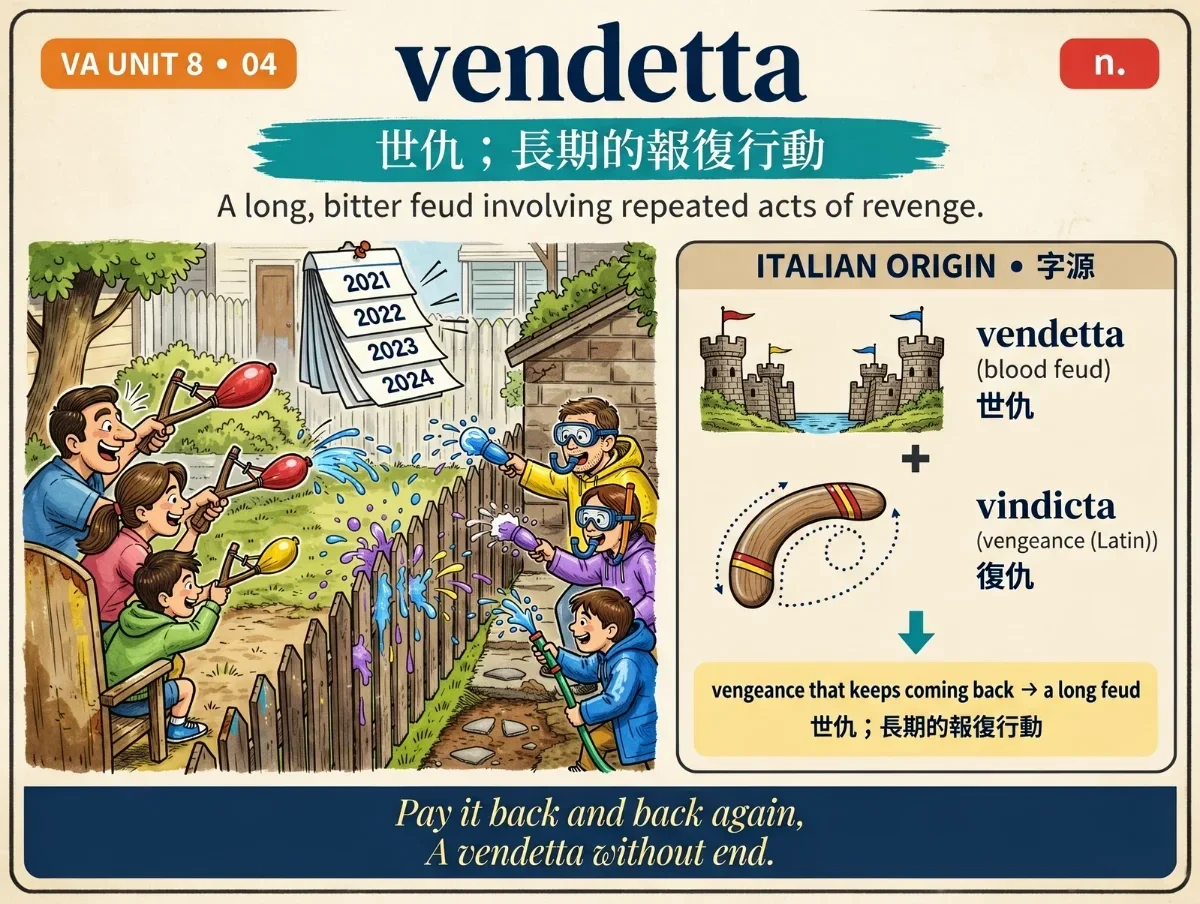 VA UNIT 8 • 04
vendetta
n.
世仇；長期的報復行動
A long, bitter feud involving repeated acts of revenge.
2021
2022
2023
2024
ITALIAN ORIGIN • 字源
vendetta
(blood feud)
世仇
+
vindicta
(vengeance (Latin))
復仇
vengeance that keeps coming back → a long feud
世仇；長期的報復行動
Pay it back and back again,
A vendetta without end.